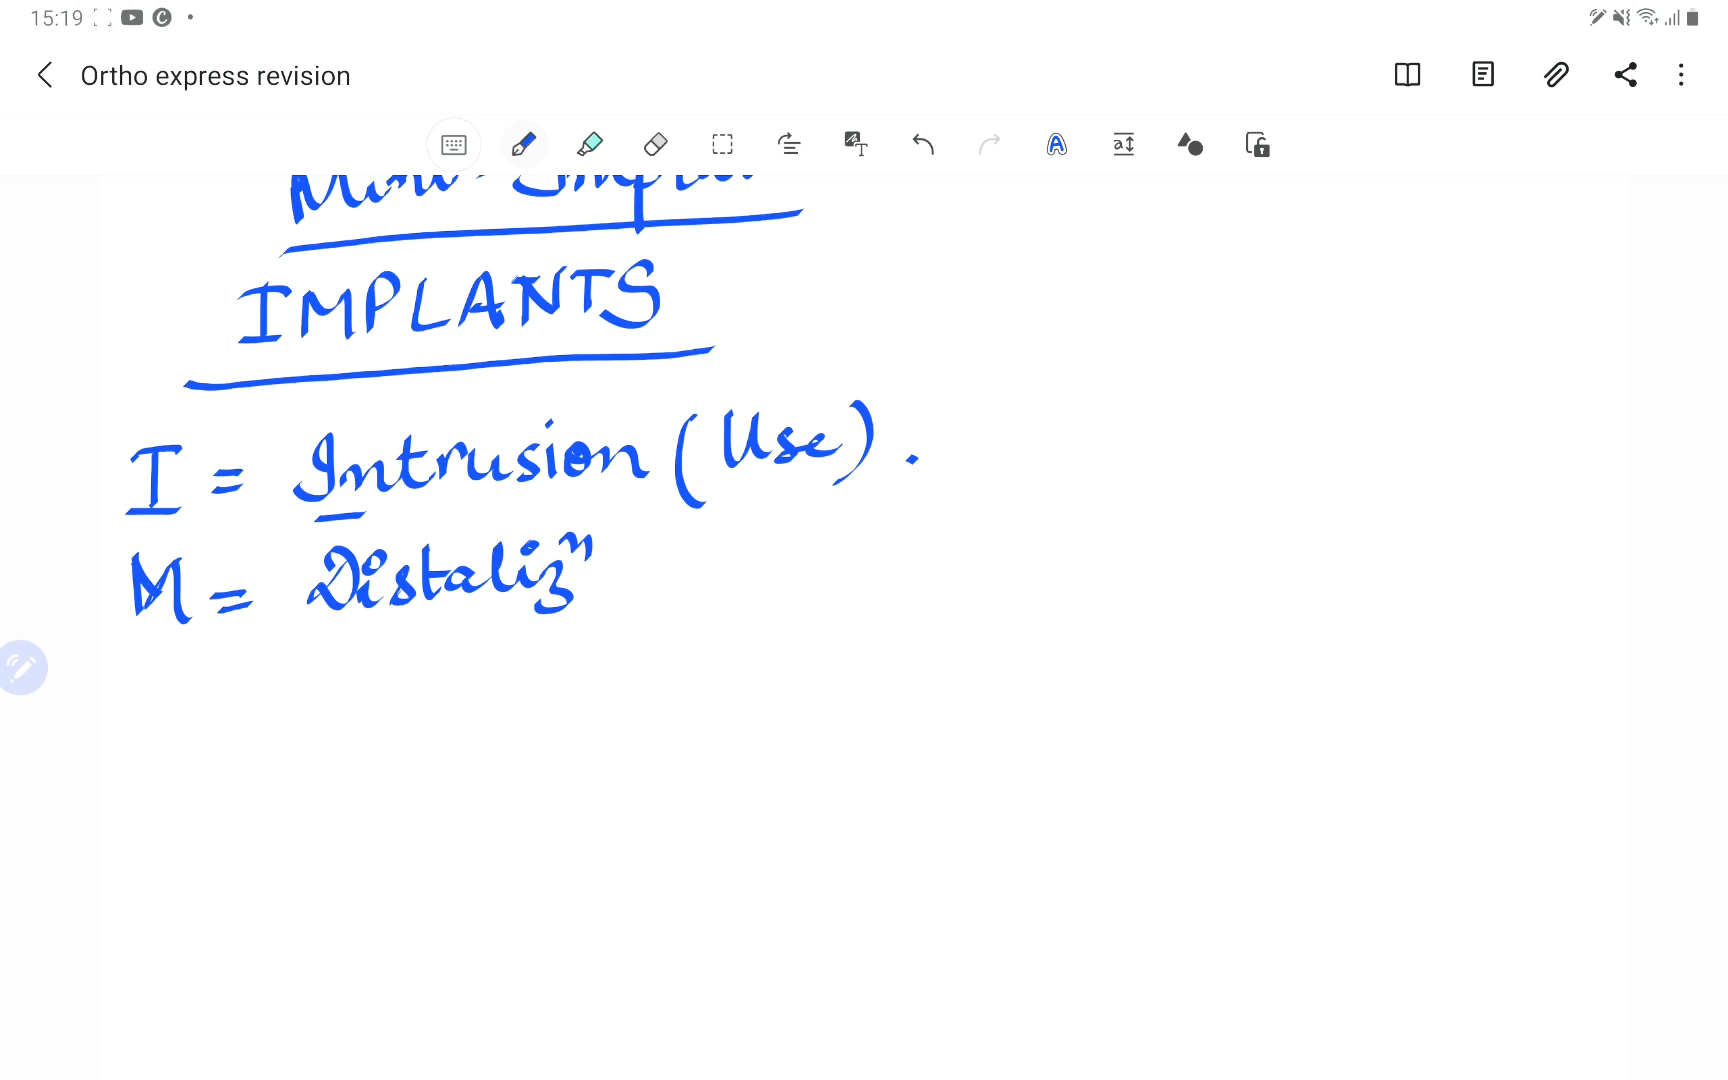 15:19
Ortho express revision
IMPLANTS
I = Intrusion (Use).
M = Distalizⁿ